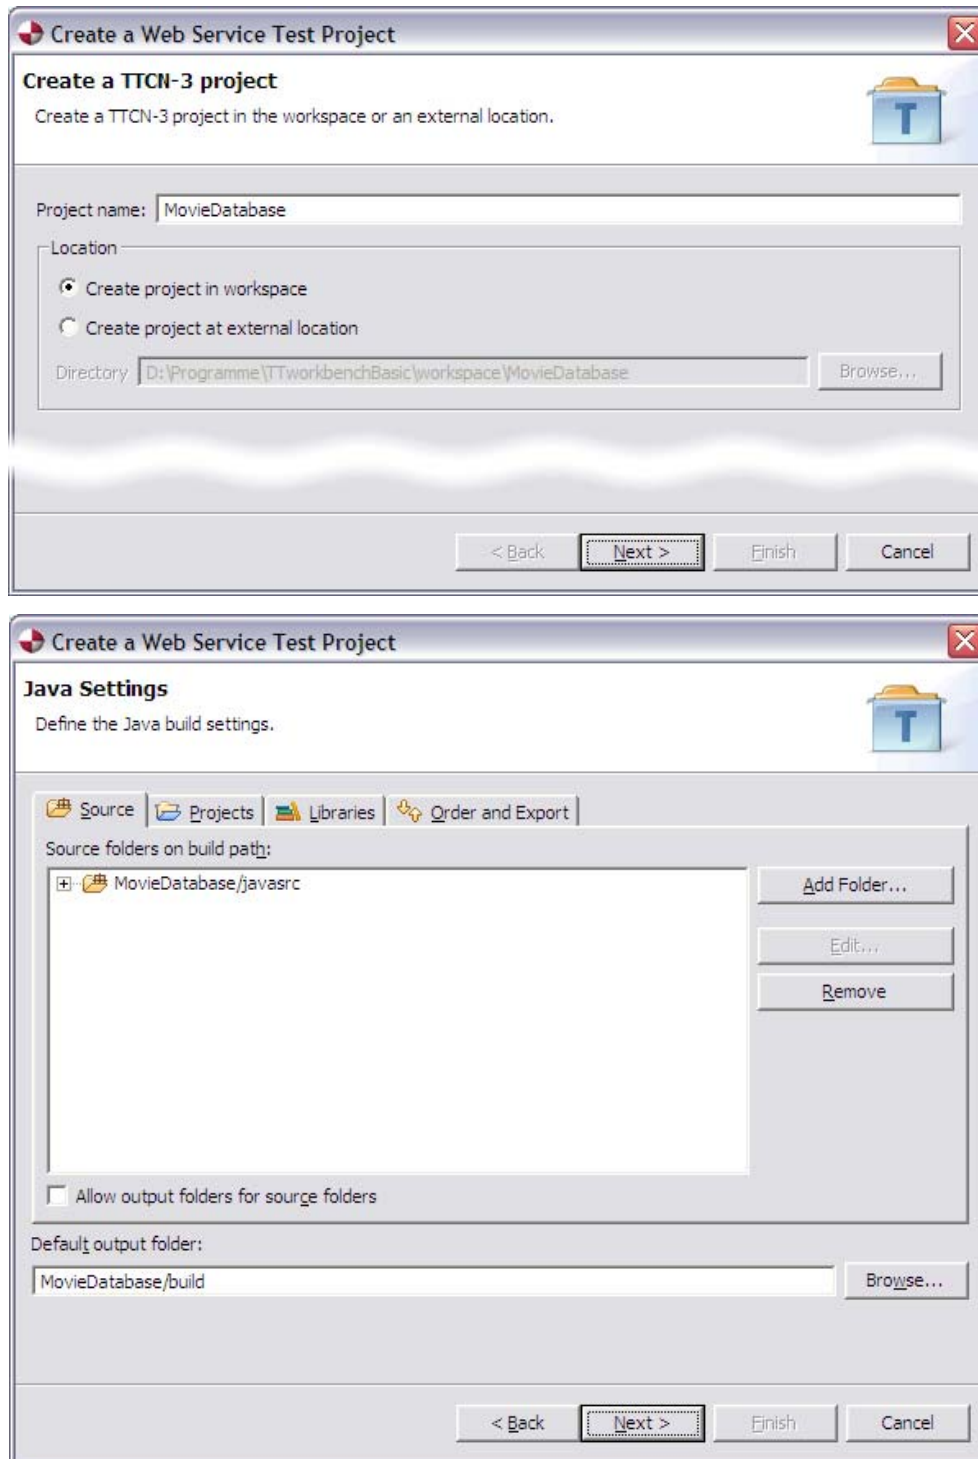 Create a Web Service Test Project
Create a TTCN-3 project
Create a TTCN-3 project in the workspace or an external location.
T
Project name: MovieDatabase
Location
Create project in workspace
Create project at external location
Directory D:\Programme\TTworkbenchBasic\workspace\MovieDatabase Browse...
< Back Next > Finish Cancel
Create a Web Service Test Project
Java Settings
Define the Java build settings.
T
Source Projects Libraries Order and Export
Source folders on build path:
MovieDatabase/javasrc
Add Folder...
Edit...
Remove
Allow output folders for source folders
Default output folder:
MovieDatabase/build Browse...
< Back Next > Finish Cancel